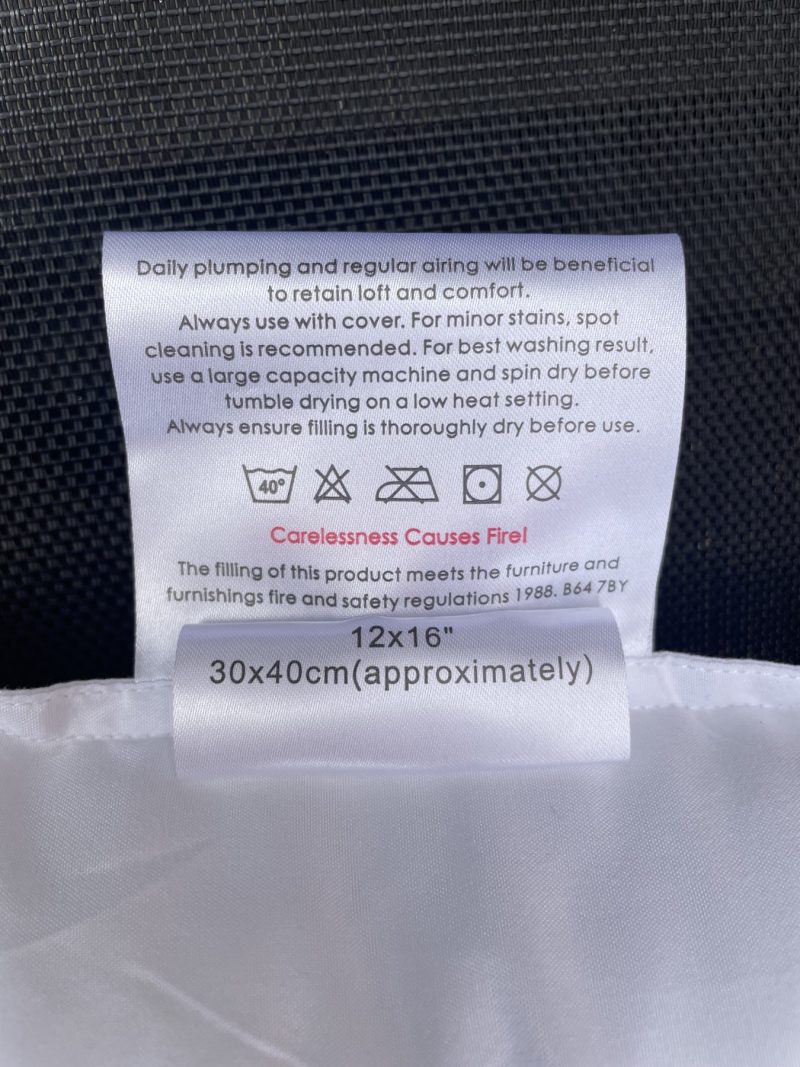 Daily plumping and regular airing will be beneficial
to retain loft and comfort.
Always use with cover. For minor stains, spot
cleaning is recommended. For best washing result,
use a large capacity machine and spin dry before
tumble drying on a low heat setting.
Always ensure filling is thoroughly dry before use.
40°
Carelessness Causes Fire!
The filling of this product meets the furniture and
furnishings fire and safety regulations 1988. B64 7BY
12x16"
30x40cm(approximately)